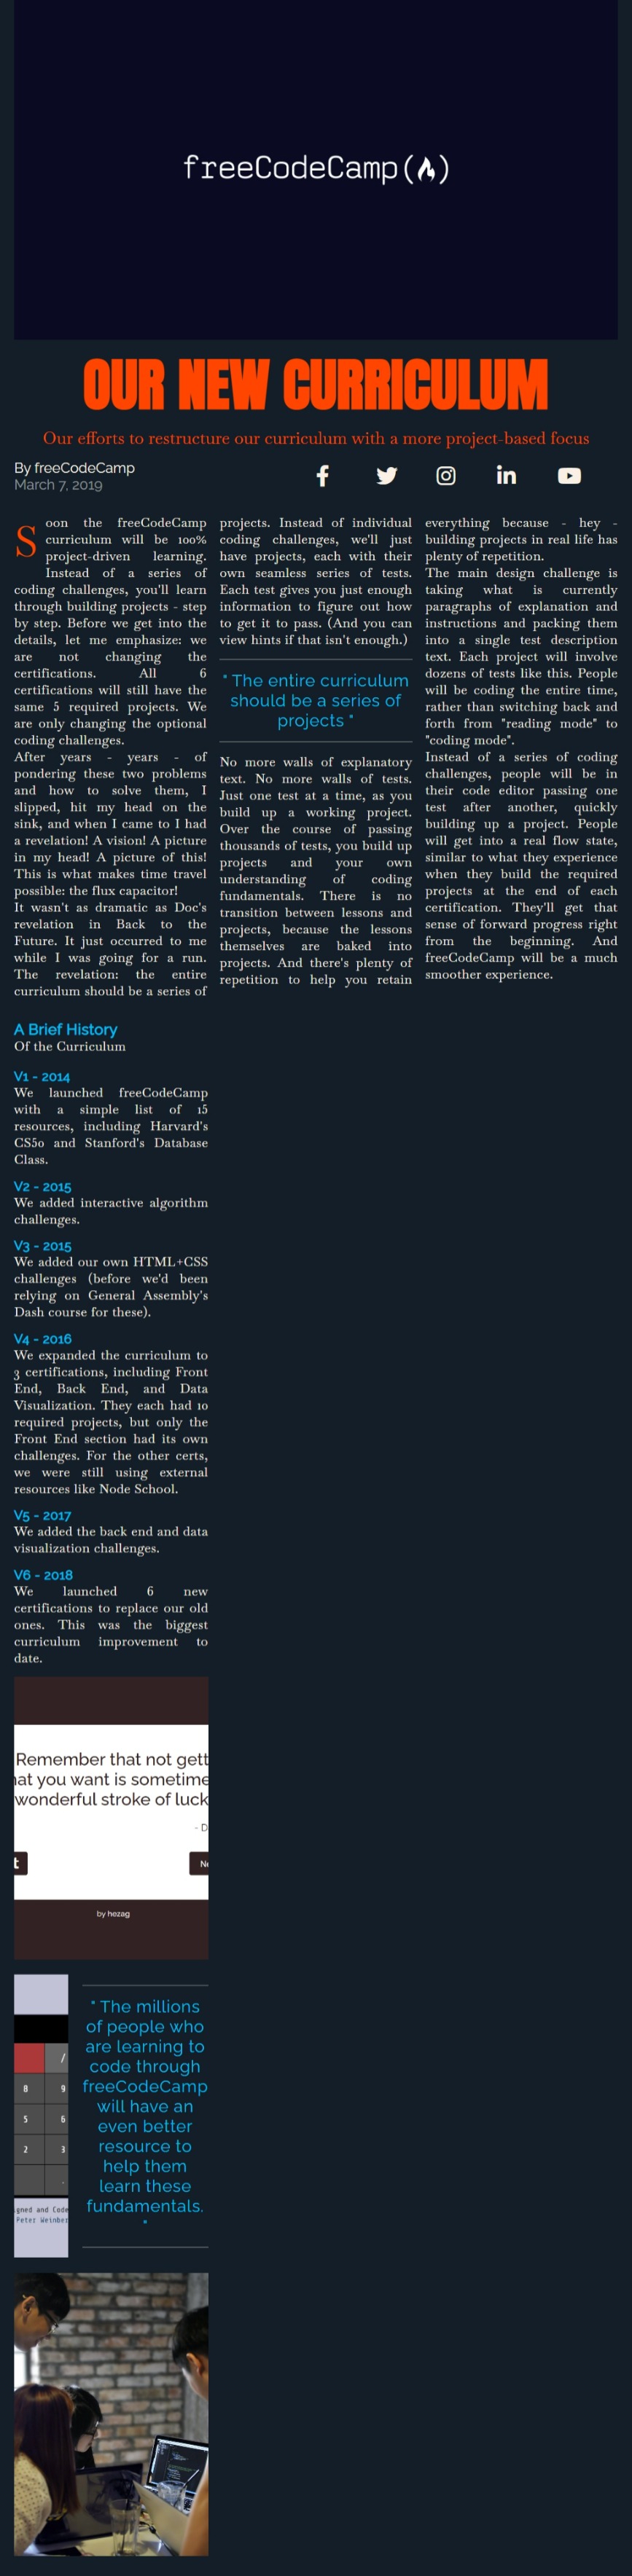 freeCodeCamp(🔥)
OUR NEW CURRICULUM
Our efforts to restructure our curriculum with a more project-based focus
By freeCodeCamp
March 7, 2019
Soon the freeCodeCamp
curriculum will be 100%
project-driven learning.
Instead of a series of
coding challenges, you'll learn
through building projects - step
by step. Before we get into the
details, let me emphasize: we
are not changing the
certifications. All 6
certifications will still have the
same 5 required projects. We
are only changing the optional
coding challenges.
After years - years - of
pondering these two problems
and how to solve them, I
slipped, hit my head on the
sink, and when I came to I had
a revelation! A vision! A picture
in my head! A picture of this!
This is what makes time travel
possible: the flux capacitor!
It wasn't as dramatic as Doc's
revelation in Back to the
Future. It just occurred to me
while I was going for a run.
The revelation: the entire
curriculum should be a series of
projects. Instead of individual
coding challenges, we'll just
have projects, each with their
own seamless series of tests.
Each test gives you just enough
information to figure out how
to get it to pass. (And you can
view hints if that isn't enough.)
" The entire curriculum
should be a series of
projects "
No more walls of explanatory
text. No more walls of tests.
Just one test at a time, as you
build up a working project.
Over the course of passing
thousands of tests, you build up
projects and your own
understanding of coding
fundamentals. There is no
transition between lessons and
projects, because the lessons
themselves are baked into
projects. And there's plenty of
repetition to help you retain
everything because - hey -
building projects in real life has
plenty of repetition.
The main design challenge is
taking what is currently
paragraphs of explanation and
instructions and packing them
into a single test description
text. Each project will involve
dozens of tests like this. People
will be coding the entire time,
rather than switching back and
forth from "reading mode" to
"coding mode".
Instead of a series of coding
challenges, people will be in
their code editor passing one
test after another, quickly
building up a project. People
will get into a real flow state,
similar to what they experience
when they build the required
projects at the end of each
certification. They'll get that
sense of forward progress right
from the beginning. And
freeCodeCamp will be a much
smoother experience.
A Brief History
Of the Curriculum
V1 - 2014
We launched freeCodeCamp
with a simple list of 15
resources, including Harvard's
CS50 and Stanford's Database
Class.
V2 - 2015
We added interactive algorithm
challenges.
V3 - 2015
We added our own HTML+CSS
challenges (before we'd been
relying on General Assembly's
Dash course for these).
V4 - 2016
We expanded the curriculum to
3 certifications, including Front
End, Back End, and Data
Visualization. They each had 10
required projects, but only the
Front End section had its own
challenges. For the other certs,
we were still using external
resources like Node School.
V5 - 2017
We added the back end and data
visualization challenges.
V6 - 2018
We launched 6 new
certifications to replace our old
ones. This was the biggest
curriculum improvement to
date.
Remember that not gett
at you want is sometime
wonderful stroke of luck
- D
t
Ne
by hezag
/
8 9
5 6
2 3
.
igned and Code
Peter Weinber
" The millions
of people who
are learning to
code through
freeCodeCamp
will have an
even better
resource to
help them
learn these
fundamentals.
"